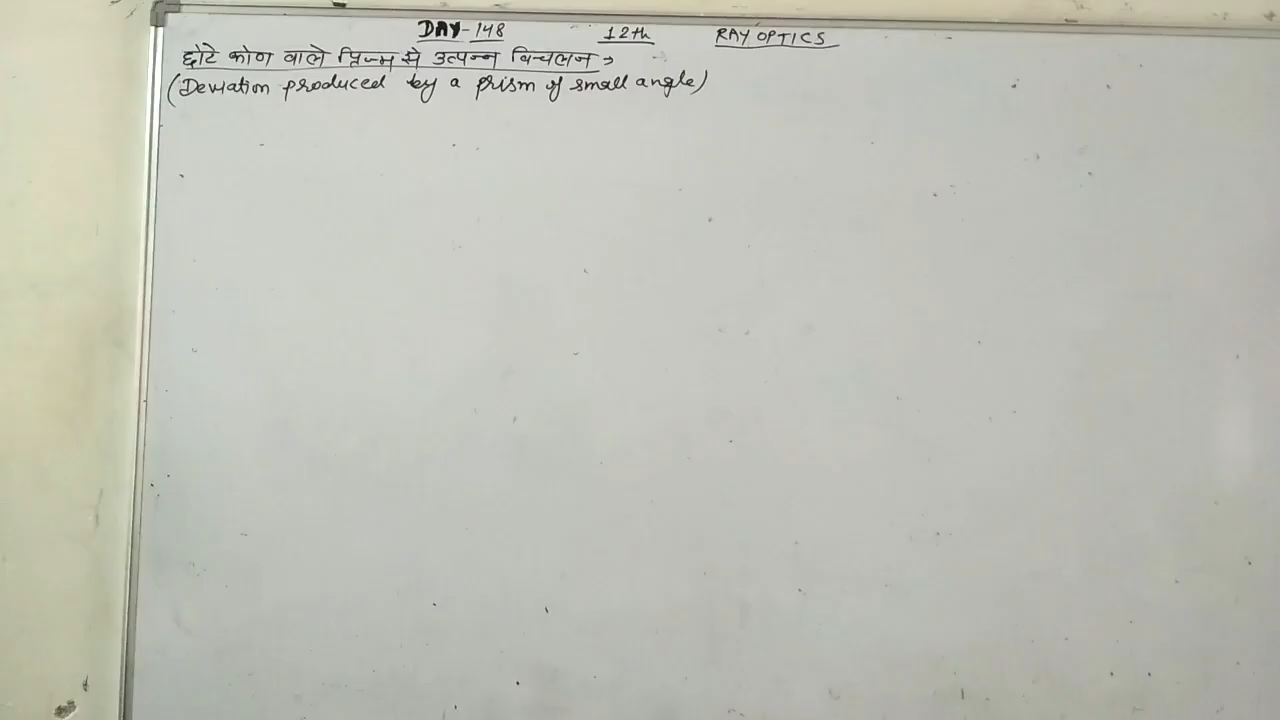 DAY-148 12th RAY OPTICS
छोटे कोण वाले प्रिज्म से उत्पन्न विचलन →
(Deviation produced by a prism of small angle)